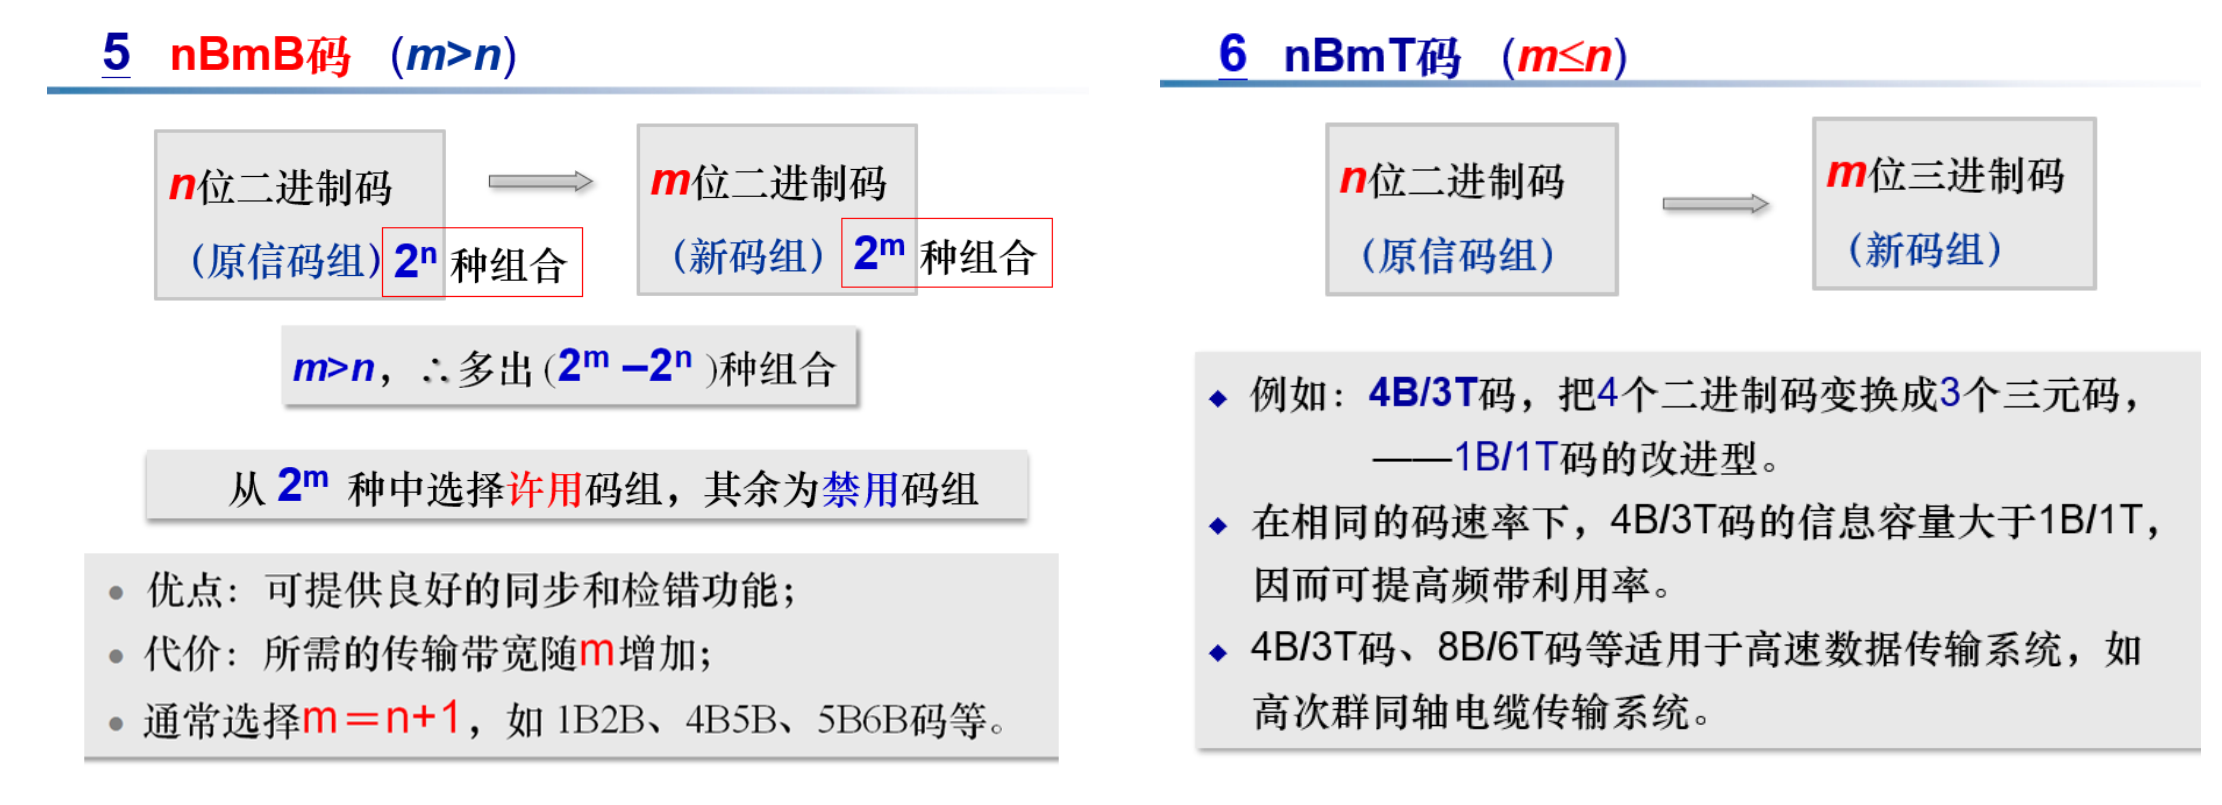 5 nBmB码 (m>n)
n位二进制码
（原信码组）
2ⁿ 种组合
m位二进制码
（新码组）
2ᵐ 种组合
m>n，∴多出(2ᵐ –2ⁿ )种组合
从 2ᵐ 种中选择许用码组，其余为禁用码组
• 优点：可提供良好的同步和检错功能；
• 代价：所需的传输带宽随m增加；
• 通常选择m＝n+1，如 1B2B、4B5B、5B6B码等。
6 nBmT码 (m≤n)
n位二进制码
（原信码组）
m位三进制码
（新码组）
◆ 例如：4B/3T码，把4个二进制码变换成3个三元码，
——1B/1T码的改进型。
◆ 在相同的码速率下，4B/3T码的信息容量大于1B/1T，
因而可提高频带利用率。
◆ 4B/3T码、8B/6T码等适用于高速数据传输系统，如
高次群同轴电缆传输系统。